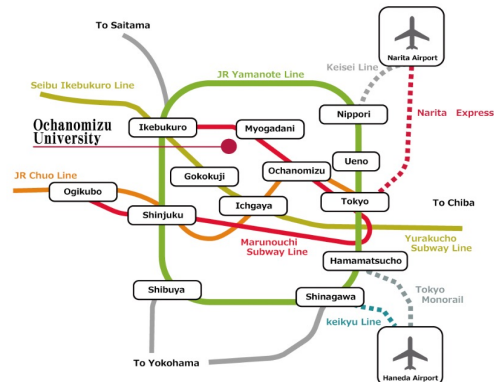 To Saitama
Narita Airport
Keisei Line
JR Yamanote Line
Seibu Ikebukuro Line
Narita Express
Nippori
Ochanomizu
University
Ikebukuro
Myogadani
Ueno
Ochanomizu
Gokokuji
JR Chuo Line
Ogikubo
Tokyo
To Chiba
Ichgaya
Shinjuku
Marunouchi
Subway Line
Yurakucho
Subway Line
Hamamatsucho
Tokyo
Monorail
Shibuya
Shinagawa
keikyu Line
To Yokohama
Haneda Airport